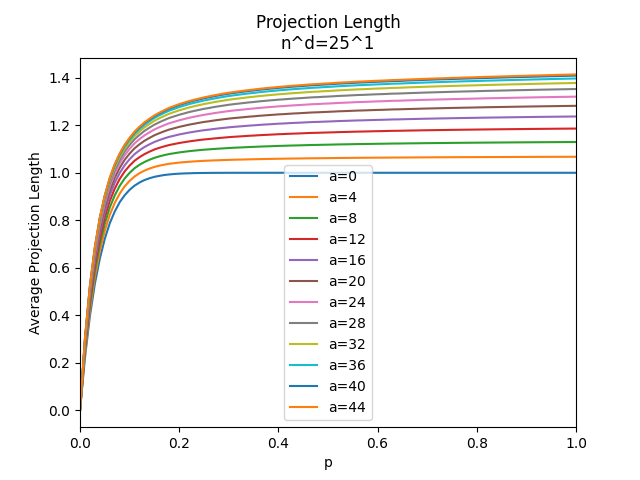 Projection Length
n^d=25^1
Average Projection Length
1.4
1.2
1.0
0.8
0.6
0.4
0.2
0.0
a=0
a=4
a=8
a=12
a=16
a=20
a=24
a=28
a=32
a=36
a=40
a=44
0.0 0.2 0.4 0.6 0.8 1.0
p